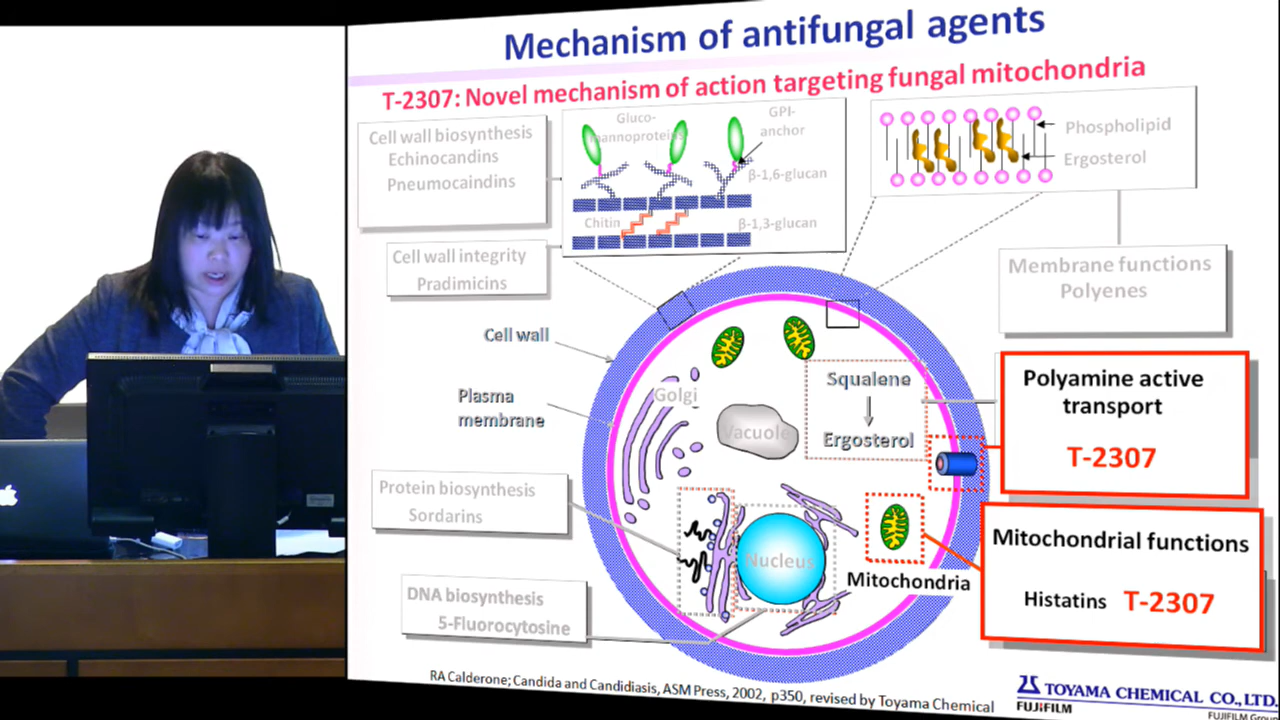 Mechanism of antifungal agents
T-2307: Novel mechanism of action targeting fungal mitochondria
Cell wall biosynthesis
Echinocandins
Pneumocaindins
Gluco-
mannoproteins
GPI-
anchor
β-1,6-glucan
Chitin
β-1,3-glucan
Phospholipid
Ergosterol
Cell wall integrity
Pradimicins
Membrane functions
Polyenes
Cell wall
Plasma
membrane
Golgi
Vacuole
Squalene
Ergosterol
Polyamine active
transport
T-2307
Protein biosynthesis
Sordarins
Nucleus
Mitochondria
Mitochondrial functions
Histatins T-2307
DNA biosynthesis
5-Fluorocytosine
RA Calderone; Candida and Candidiasis, ASM Press, 2002, p350, revised by Toyama Chemical
TOYAMA CHEMICAL CO., LTD.
FUJIFILM
FUJIFILM Group